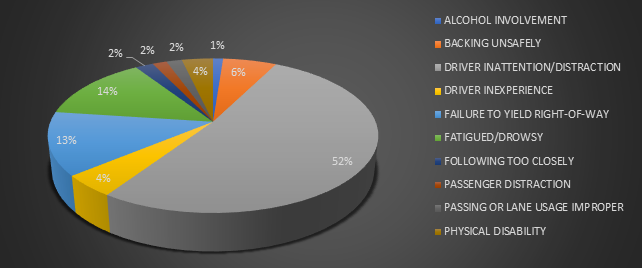 1%
2%
2%
2%
4%
6%
14%
13%
4%
52%
ALCOHOL INVOLVEMENT
BACKING UNSAFELY
DRIVER INATTENTION/DISTRACTION
DRIVER INEXPERIENCE
FAILURE TO YIELD RIGHT-OF-WAY
FATIGUED/DROWSY
FOLLOWING TOO CLOSELY
PASSENGER DISTRACTION
PASSING OR LANE USAGE IMPROPER
PHYSICAL DISABILITY